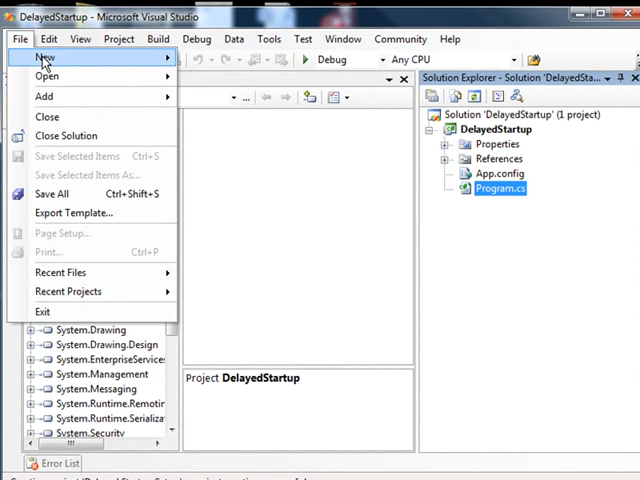 DelayedStartup - Microsoft Visual Studio
File Edit View Project Build Debug Data Tools Test Window Community Help
New
Debug
Any CPU
Open
Add
Close
Close Solution
Save Selected Items Ctrl+S
Save Selected Items As...
Save All Ctrl+Shift+S
Export Template...
Page Setup...
Print... Ctrl+P
Recent Files
Recent Projects
Exit
System.Drawing
System.Drawing.Design
System.EnterpriseServices
System.Management
System.Messaging
System.Runtime.Remotin
System.Runtime.Serializa
System.Security
Project DelayedStartup
Error List
Solution Explorer - Solution 'DelayedSta...
Solution 'DelayedStartup' (1 project)
DelayedStartup
Properties
References
App.config
Program.cs